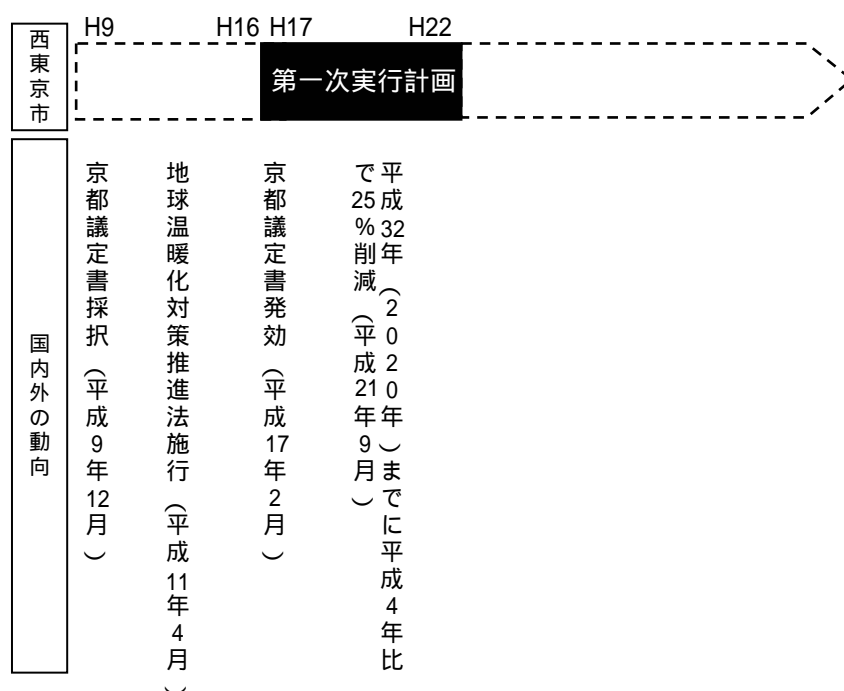 西東京市
H9
H16
H17
H22
第一次実行計画
国内外の動向
京都議定書採択（平成9年12月）
地球温暖化対策推進法施行（平成11年4月）
京都議定書発効（平成17年2月）
平成32年（2020年）までに平成4年比
で25%削減（平成21年9月）